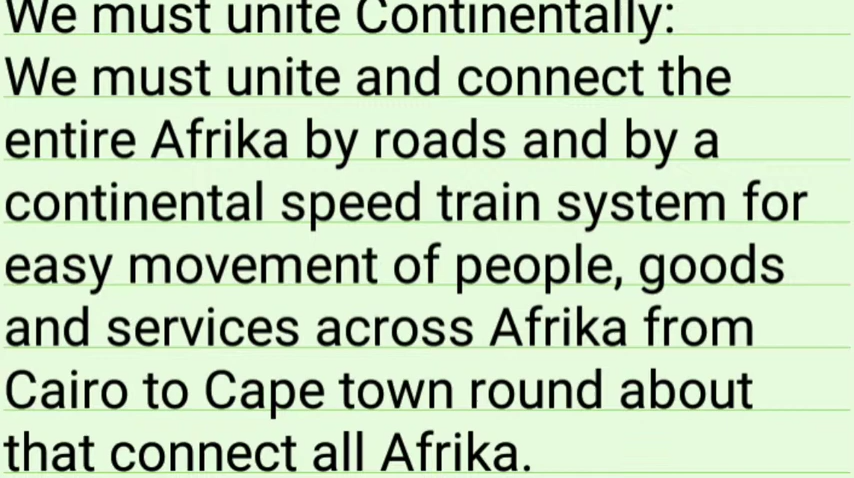 We must unite Continentally:
We must unite and connect the
entire Afrika by roads and by a
continental speed train system for
easy movement of people, goods
and services across Afrika from
Cairo to Cape town round about
that connect all Afrika.